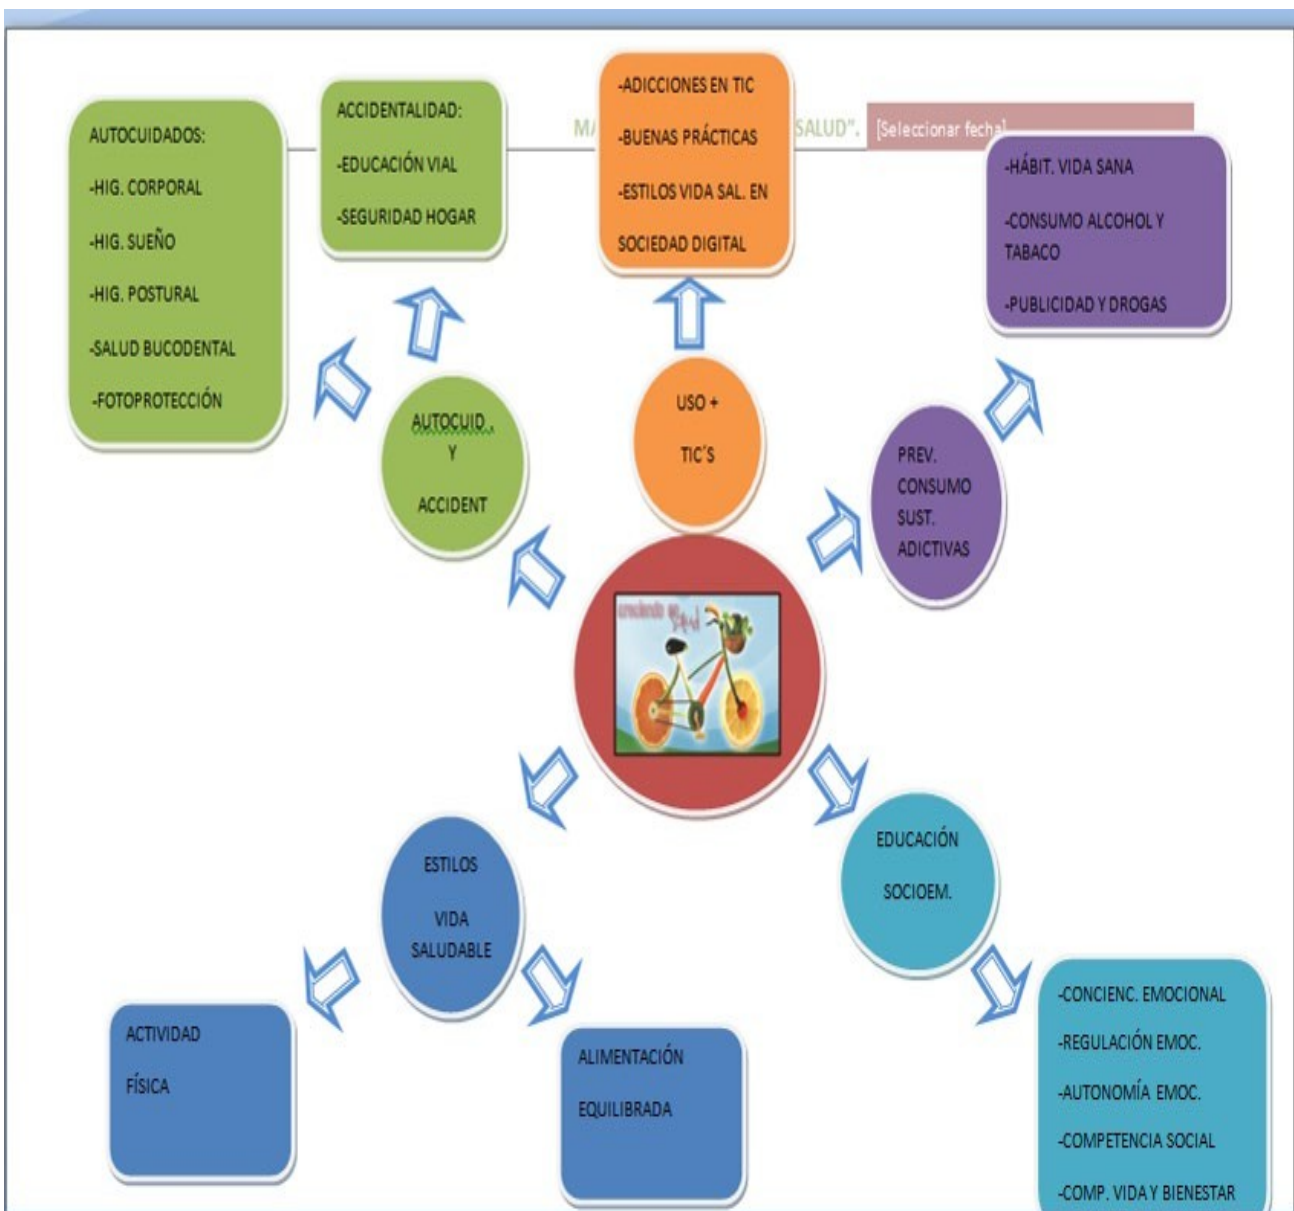 SALUD".
[Seleccionar fecha]
AUTOCUIDADOS:
-HIG. CORPORAL
-HIG. SUEÑO
-HIG. POSTURAL
-SALUD BUCODENTAL
-FOTOPROTECCIÓN
ACCIDENTALIDAD:
-EDUCACIÓN VIAL
-SEGURIDAD HOGAR
-ADICCIONES EN TIC
-BUENAS PRÁCTICAS
-ESTILOS VIDA SAL. EN
SOCIEDAD DIGITAL
-HÁBIT. VIDA SANA
-CONSUMO ALCOHOL Y
TABACO
-PUBLICIDAD Y DROGAS
AUTOCUID .
Y
ACCIDENT
USO +
TIC´S
PREV.
CONSUMO
SUST.
ADICTIVAS
creciendo en
salud
ESTILOS
VIDA
SALUDABLE
EDUCACIÓN
SOCIOEM.
ACTIVIDAD
FÍSICA
ALIMENTACIÓN
EQUILIBRADA
-CONCIENC. EMOCIONAL
-REGULACIÓN EMOC.
-AUTONOMÍA EMOC.
-COMPETENCIA SOCIAL
-COMP. VIDA Y BIENESTAR